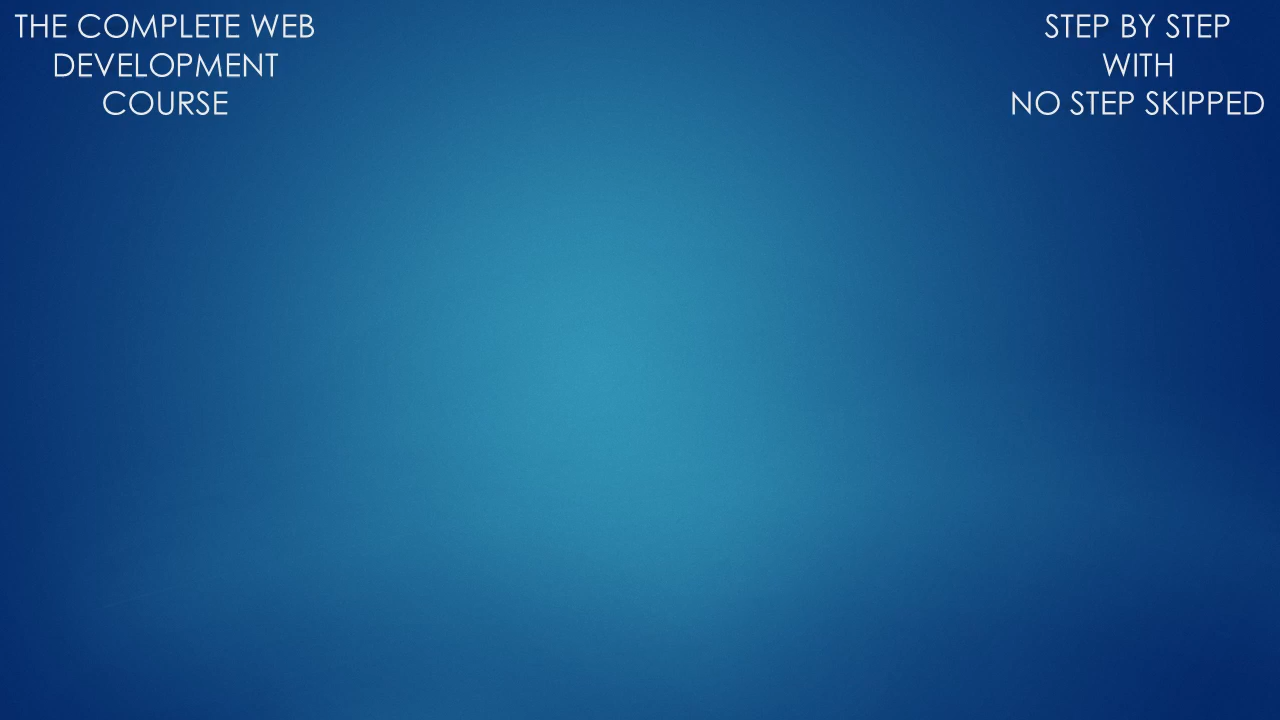 THE COMPLETE WEB
DEVELOPMENT
COURSE
STEP BY STEP
WITH
NO STEP SKIPPED